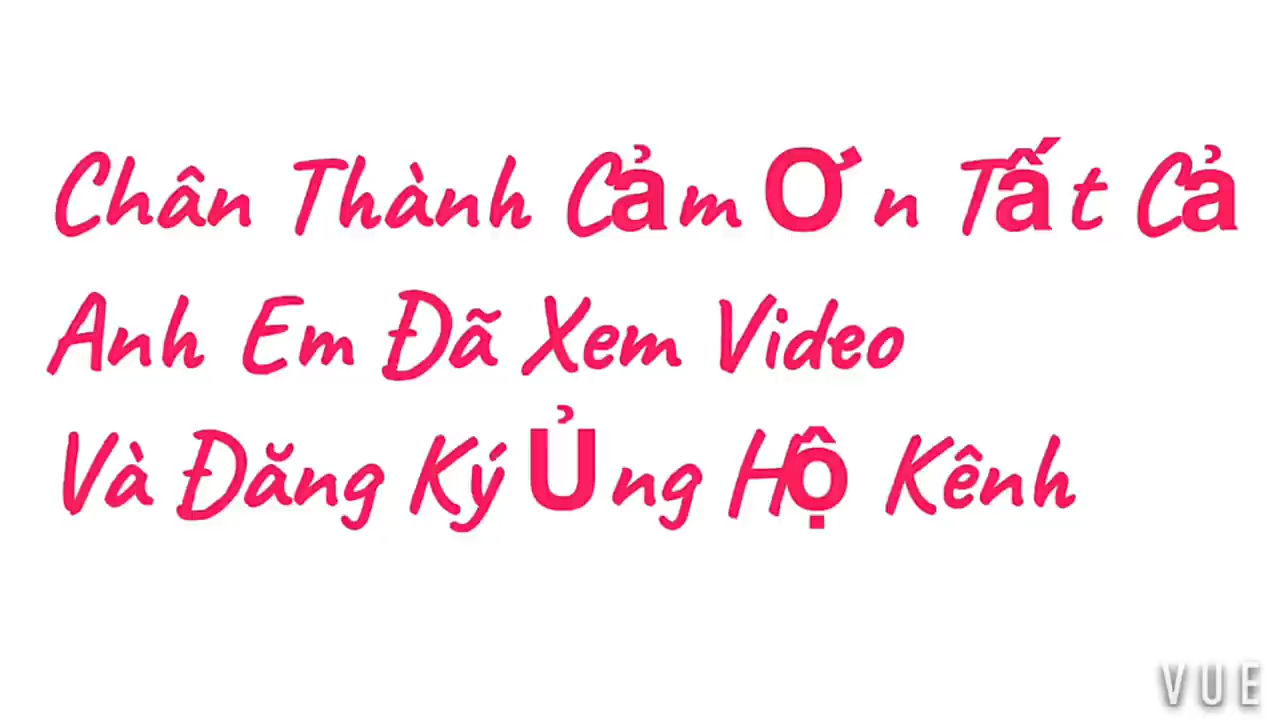 Chân Thành Cảm Ơn Tất Cả
Anh Em Đã Xem Video
Và Đăng Ký Ủng Hộ Kênh
VUE